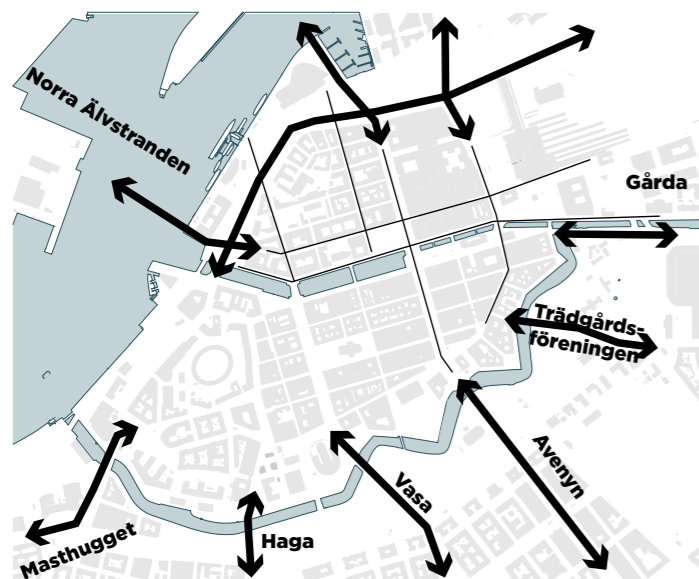 Norra Älvstranden
Gårda
Trädgårds-
föreningen
Avenyn
Vasa
Haga
Masthugget